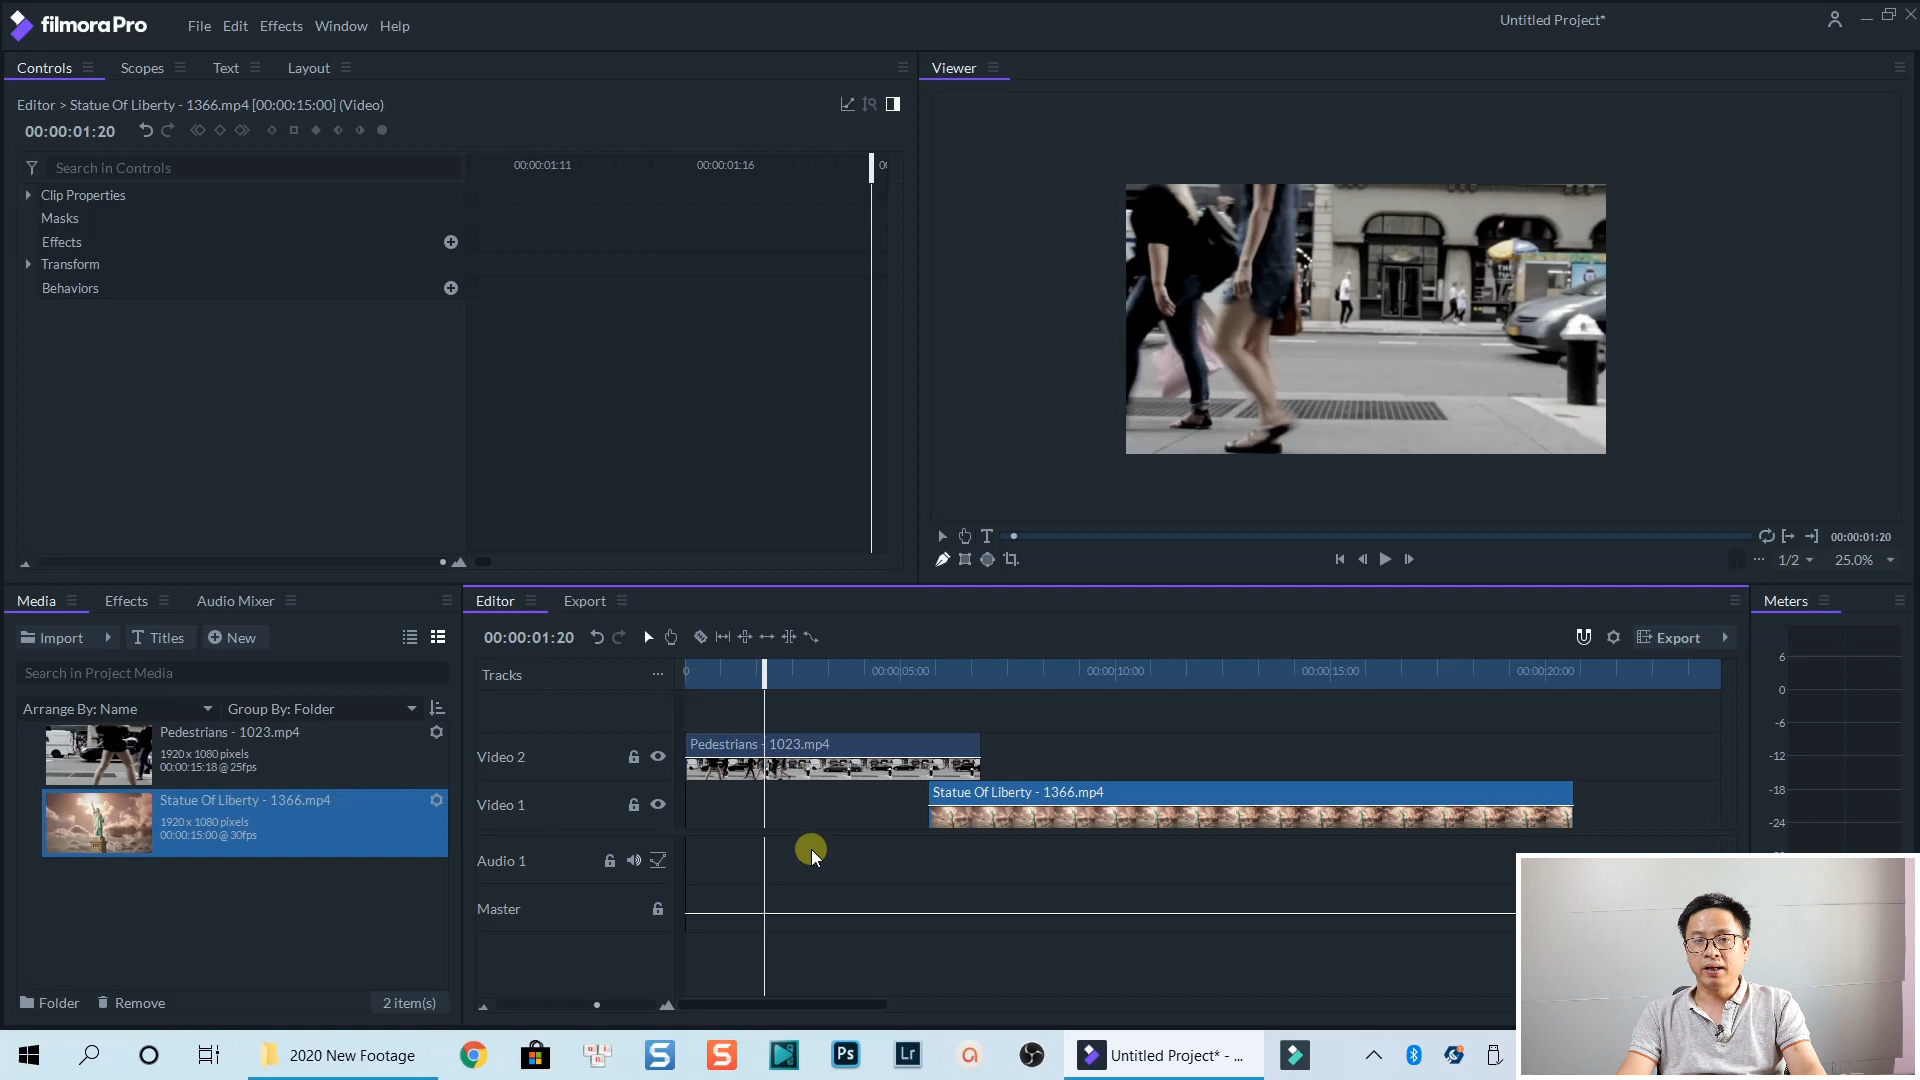 filmoraPro
File Edit Effects Window Help
Untitled Project*
Controls Scopes Text Layout
Viewer
Editor > Statue Of Liberty - 1366.mp4 [00:00:15:00] (Video)
00:00:01:20
Search in Controls
00:00:01:11 00:00:01:16
Clip Properties
Masks
Effects
Transform
Behaviors
00:00:01:20
1/2 25.0%
Media Effects Audio Mixer
Import Titles New
Search in Project Media
Arrange By: Name Group By: Folder
Pedestrians - 1023.mp4
1920 x 1080 pixels
00:00:15:18 @ 25fps
Statue Of Liberty - 1366.mp4
1920 x 1080 pixels
00:00:15:00 @ 30fps
Folder Remove 2 item(s)
Editor Export
00:00:01:20
Export
Tracks
0 00:00:05:00 00:00:10:00 00:00:15:00 00:00:20:00
Video 2
Pedestrians - 1023.mp4
Video 1
Statue Of Liberty - 1366.mp4
Audio 1
Master
Meters
6
0
-6
-12
-18
-24
2020 New Footage
S S Ps Lr
Untitled Project* - ...